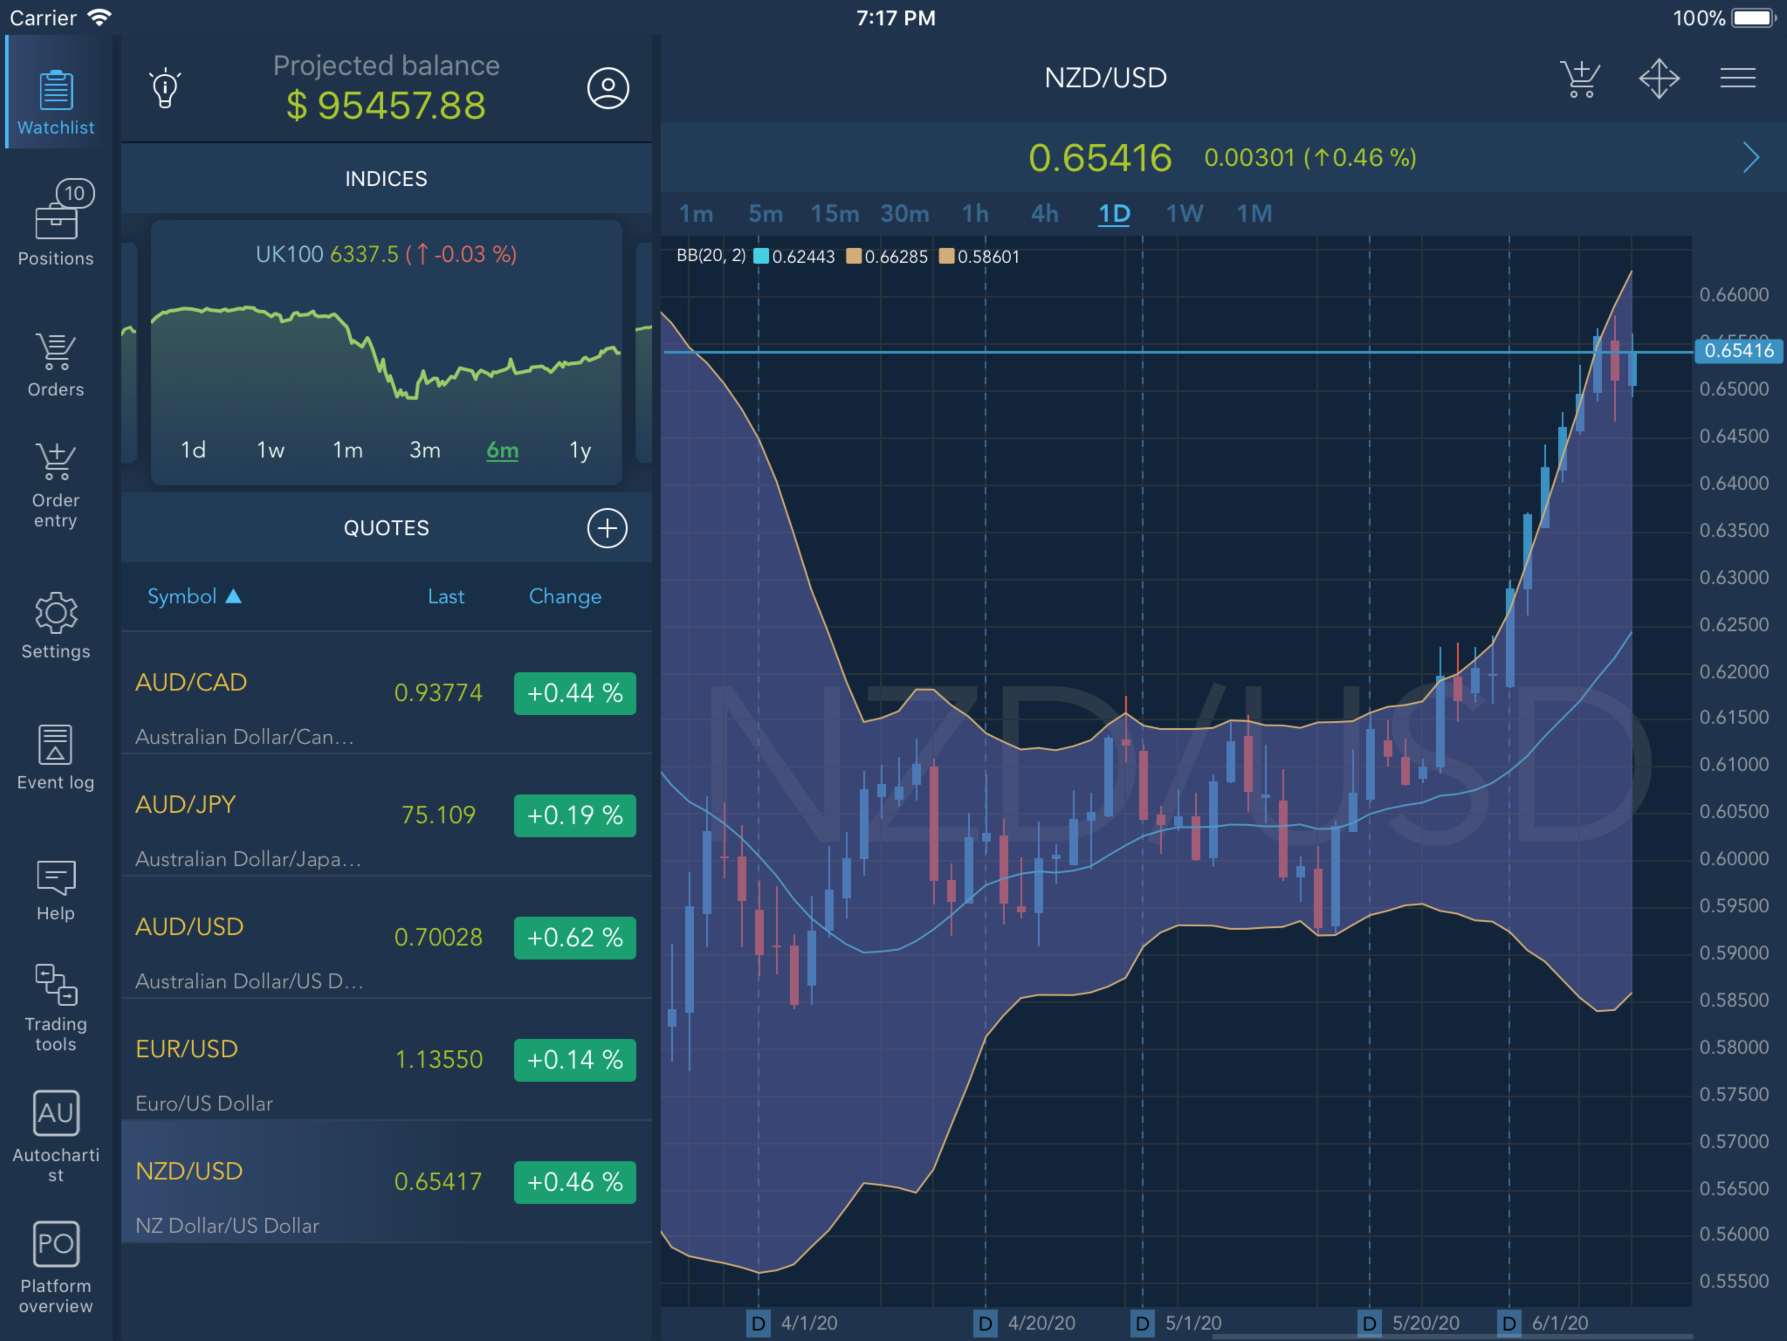 Carrier
7:17 PM
100%
Watchlist
10
Positions
Orders
Order
entry
Settings
Event log
Help
Trading
tools
AU
Autocharti
st
PO
Platform
overview
Projected balance
$ 95457.88
INDICES
UK100 6337.5 (↑ -0.03 %)
1d 1w 1m 3m 6m 1y
QUOTES
Symbol ▲ Last Change
AUD/CAD 0.93774 +0.44 %
Australian Dollar/Can...
AUD/JPY 75.109 +0.19 %
Australian Dollar/Japa...
AUD/USD 0.70028 +0.62 %
Australian Dollar/US D...
EUR/USD 1.13550 +0.14 %
Euro/US Dollar
NZD/USD 0.65417 +0.46 %
NZ Dollar/US Dollar
NZD/USD
0.65416 0.00301 (↑0.46 %)
1m 5m 15m 30m 1h 4h 1D 1W 1M
BB(20, 2) 0.62443 0.66285 0.58601
NZD/USD
0.66000
0.65416
0.65000
0.64500
0.64000
0.63500
0.63000
0.62500
0.62000
0.61500
0.61000
0.60500
0.60000
0.59500
0.59000
0.58500
0.58000
0.57500
0.57000
0.56500
0.56000
0.55500
D 4/1/20 D 4/20/20 D 5/1/20 D 5/20/20 D 6/1/20